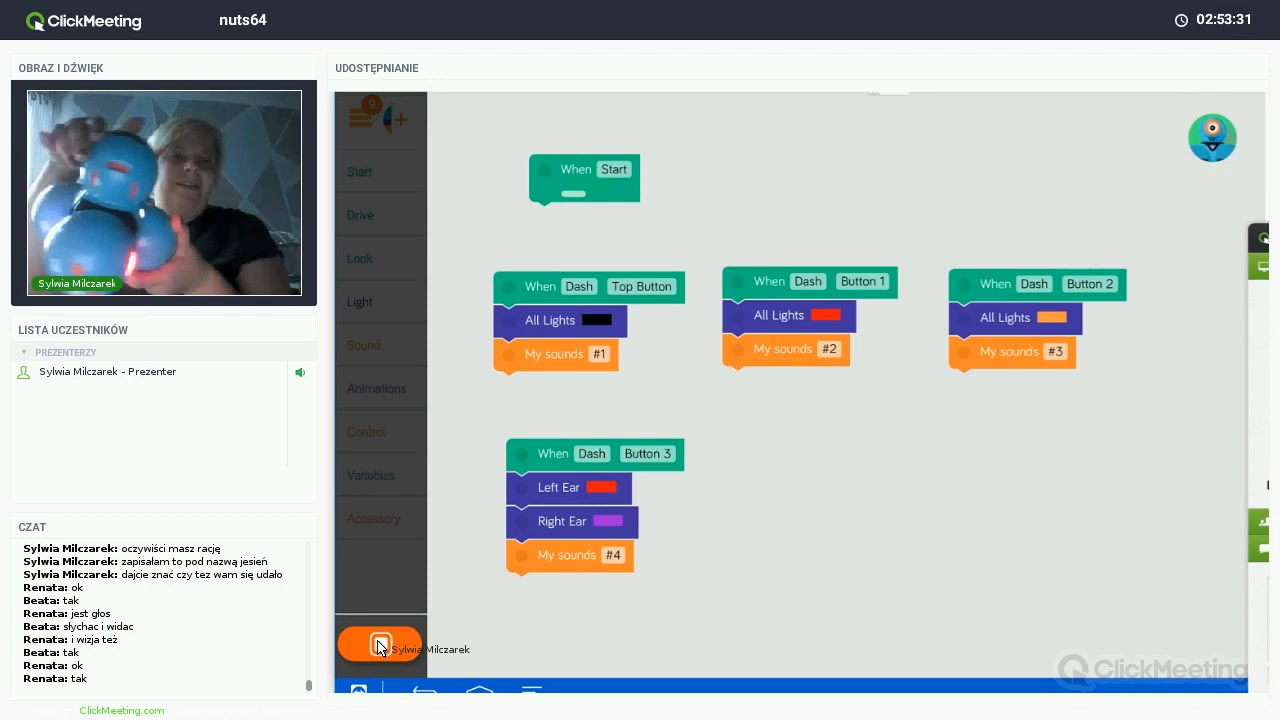 ClickMeeting
nuts64
02:53:31
OBRAZ I DŹWIĘK
Sylwia Milczarek
LISTA UCZESTNIKÓW
PREZENTERZY
Sylwia Milczarek - Prezenter
CZAT
Sylwia Milczarek: oczywiści masz rację
Sylwia Milczarek: zapisałam to pod nazwą jesień
Sylwia Milczarek: dajcie znać czy tez wam się udało
Renata: ok
Beata: tak
Renata: jest głos
Beata: słychac i widac
Renata: i wizja też
Beata: tak
Renata: ok
Renata: tak
ClickMeeting.com
UDOSTĘPNIANIE
9
Start
Drive
Look
Light
Sound
Animations
Control
Variables
Accessory
Sylwia Milczarek
When Start
When Dash Top Button
All Lights
My sounds #1
When Dash Button 1
All Lights
My sounds #2
When Dash Button 2
All Lights
My sounds #3
When Dash Button 3
Left Ear
Right Ear
My sounds #4
ClickMeeting